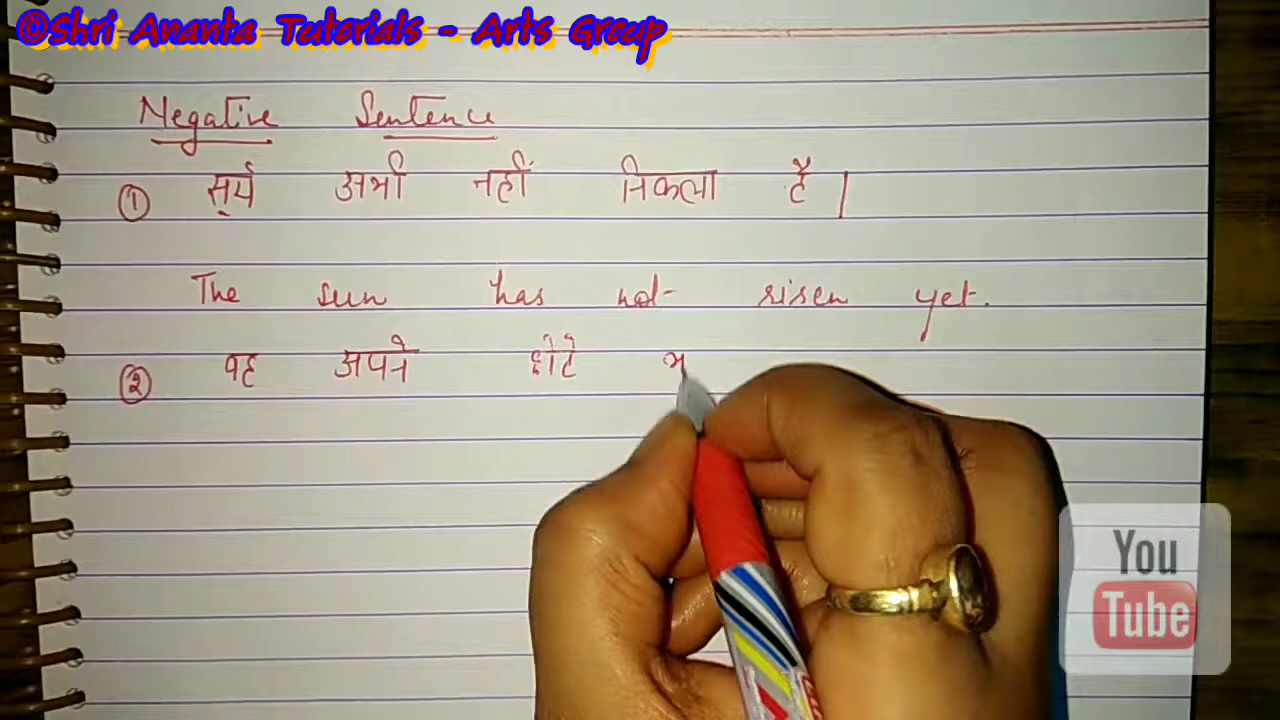 ©Shri Ananta Tutorials - Arts Group
Negative Sentence
① सूर्य अभी नहीं निकला है।
The sun has not risen yet.
② वह अपने छोटे भ
You
Tube